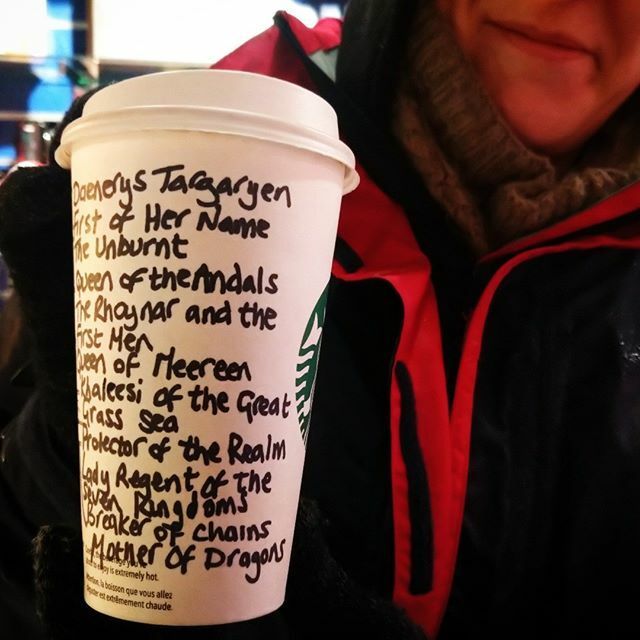 Daenerys Targaryen
First of Her Name
The Unburnt
Queen of the Andals
The Rhoynar and the
First Men
Queen of Meereen
Khaleesi of the Great
Grass Sea
Protector of the Realm
Lady Regent of the
Seven Kingdoms
Breaker of Chains
Mother of Dragons
enjoy is extremely hot.
Attention, la boisson que vous allez
déguster est extrêmement chaude.